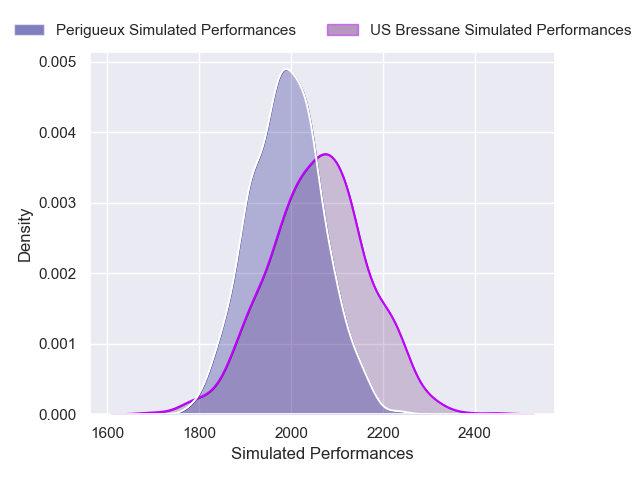 Perigueux Simulated Performances US Bressane Simulated Performances
0.005
0.004
0.003
0.002
0.001
0.000
Density
1600 1800 2000 2200 2400
Simulated Performances